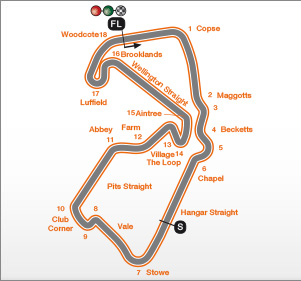 FL
Woodcote 18
1 Copse
16 Brooklands
Wellington Straight
17
Luffield
2 Maggotts
3
15 Aintree
4 Becketts
Abbey
Farm
5
11
12
13
14
Village
The Loop
6
Chapel
Pits Straight
10
8
Hangar Straight
Club
Corner
9
Vale
S
7 Stowe